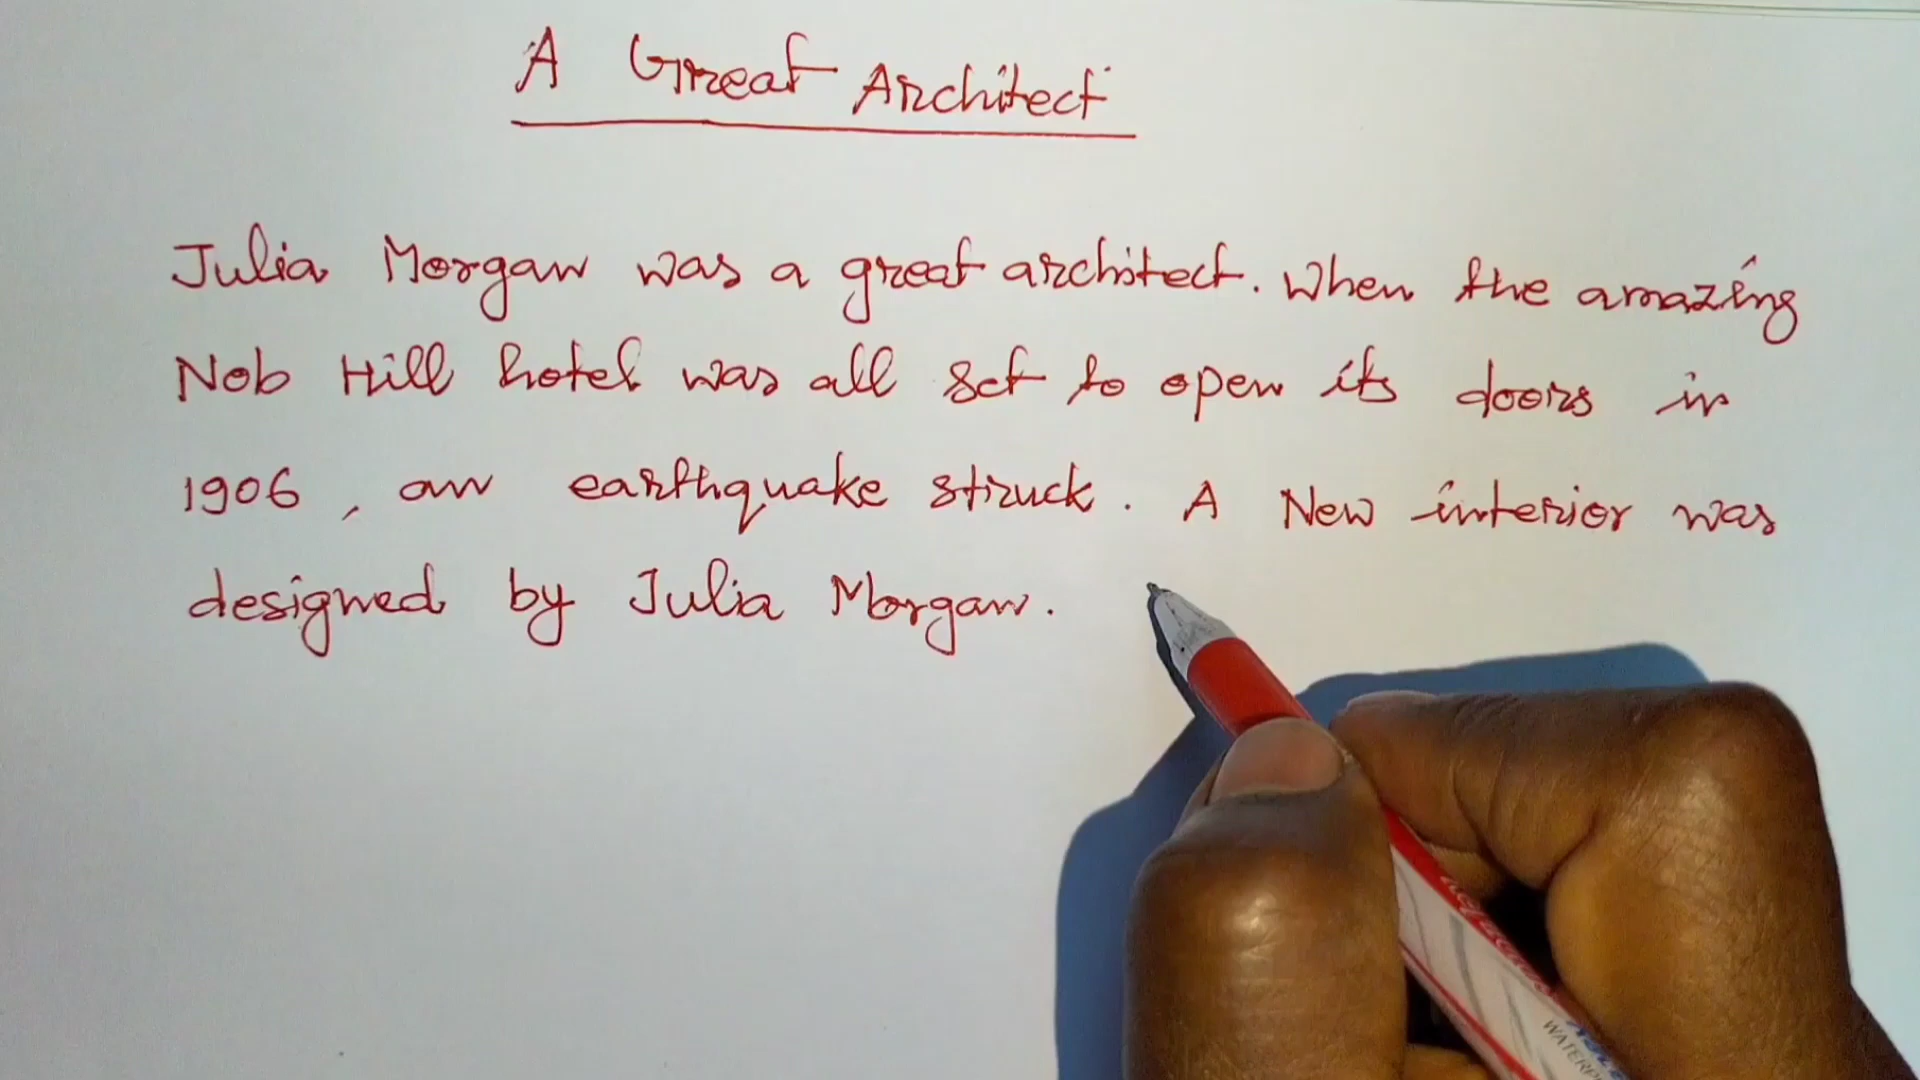 A Great Architect
Julia Morgan was a great architect. When the amazing
Nob Hill hotel was all set to open its doors in
1906, an earthquake struck. A New interior was
designed by Julia Morgan.